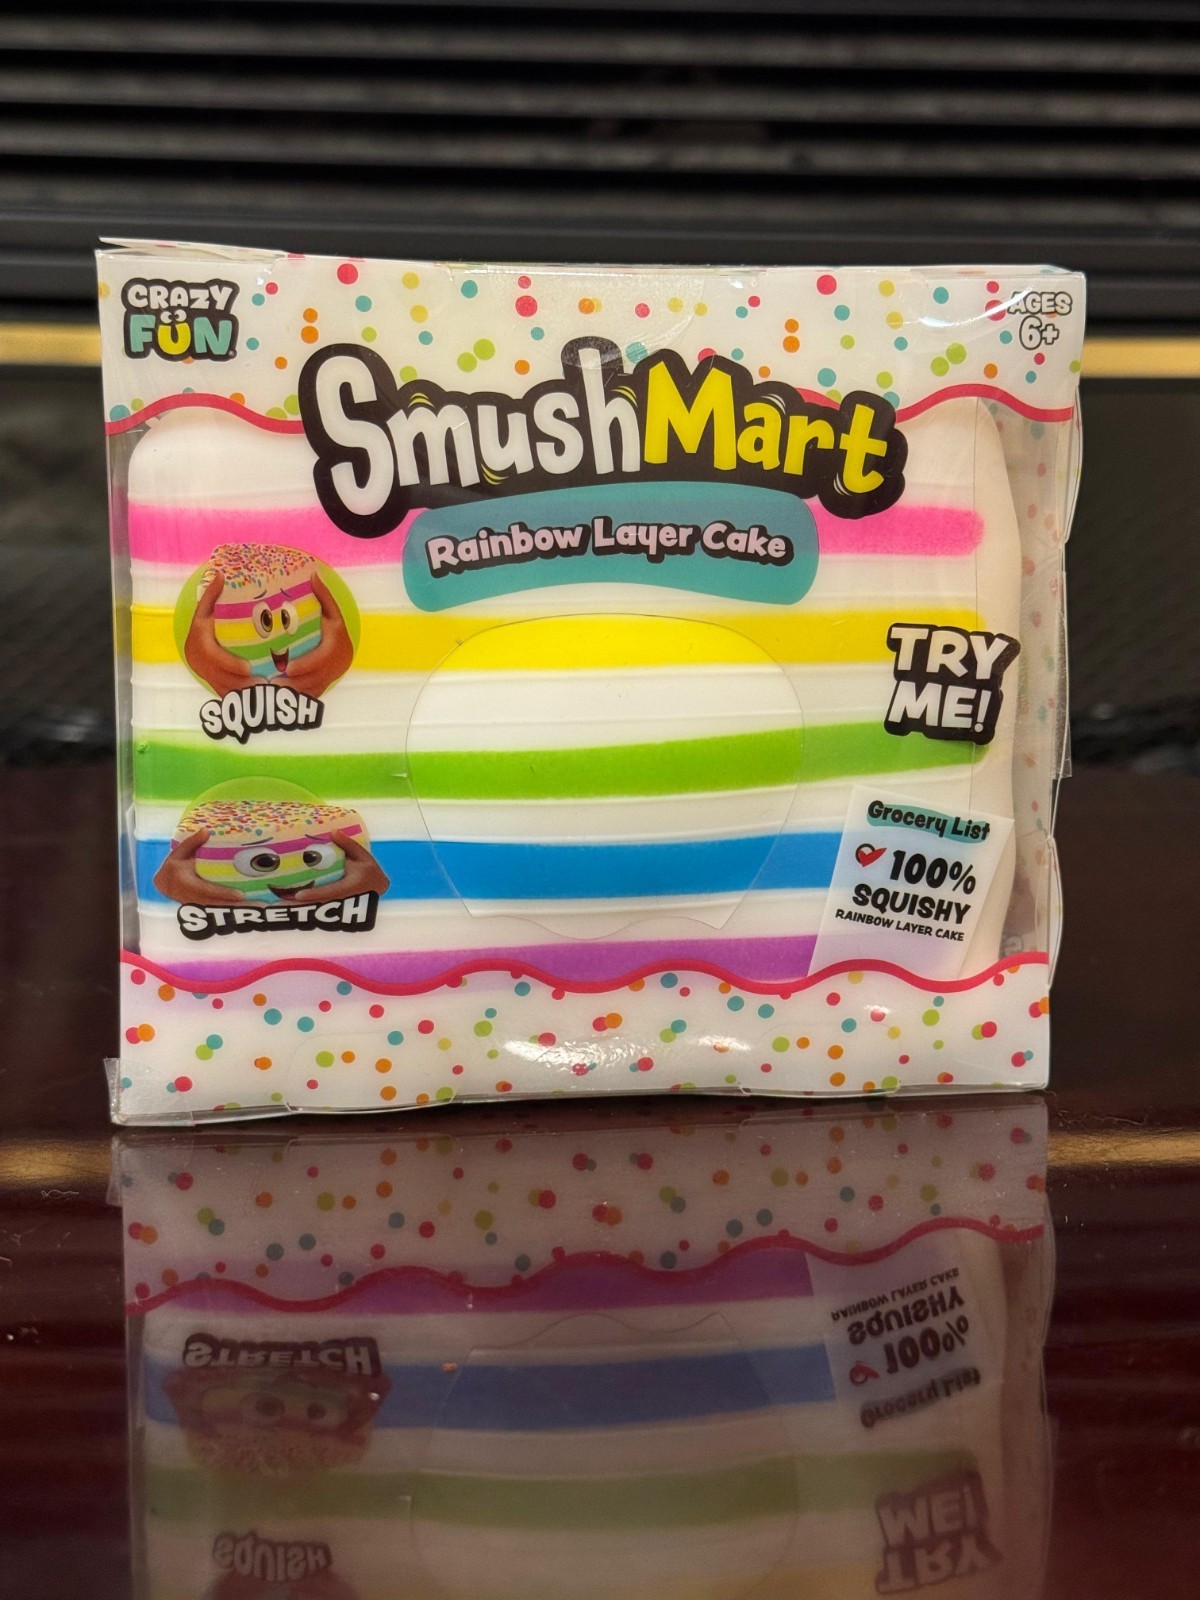 CRAZY
FUN
AGES
6+
SmushMart
Rainbow Layer Cake
SQUISH
TRY
ME!
STRETCH
Grocery List
100%
SQUISHY
RAINBOW LAYER CAKE